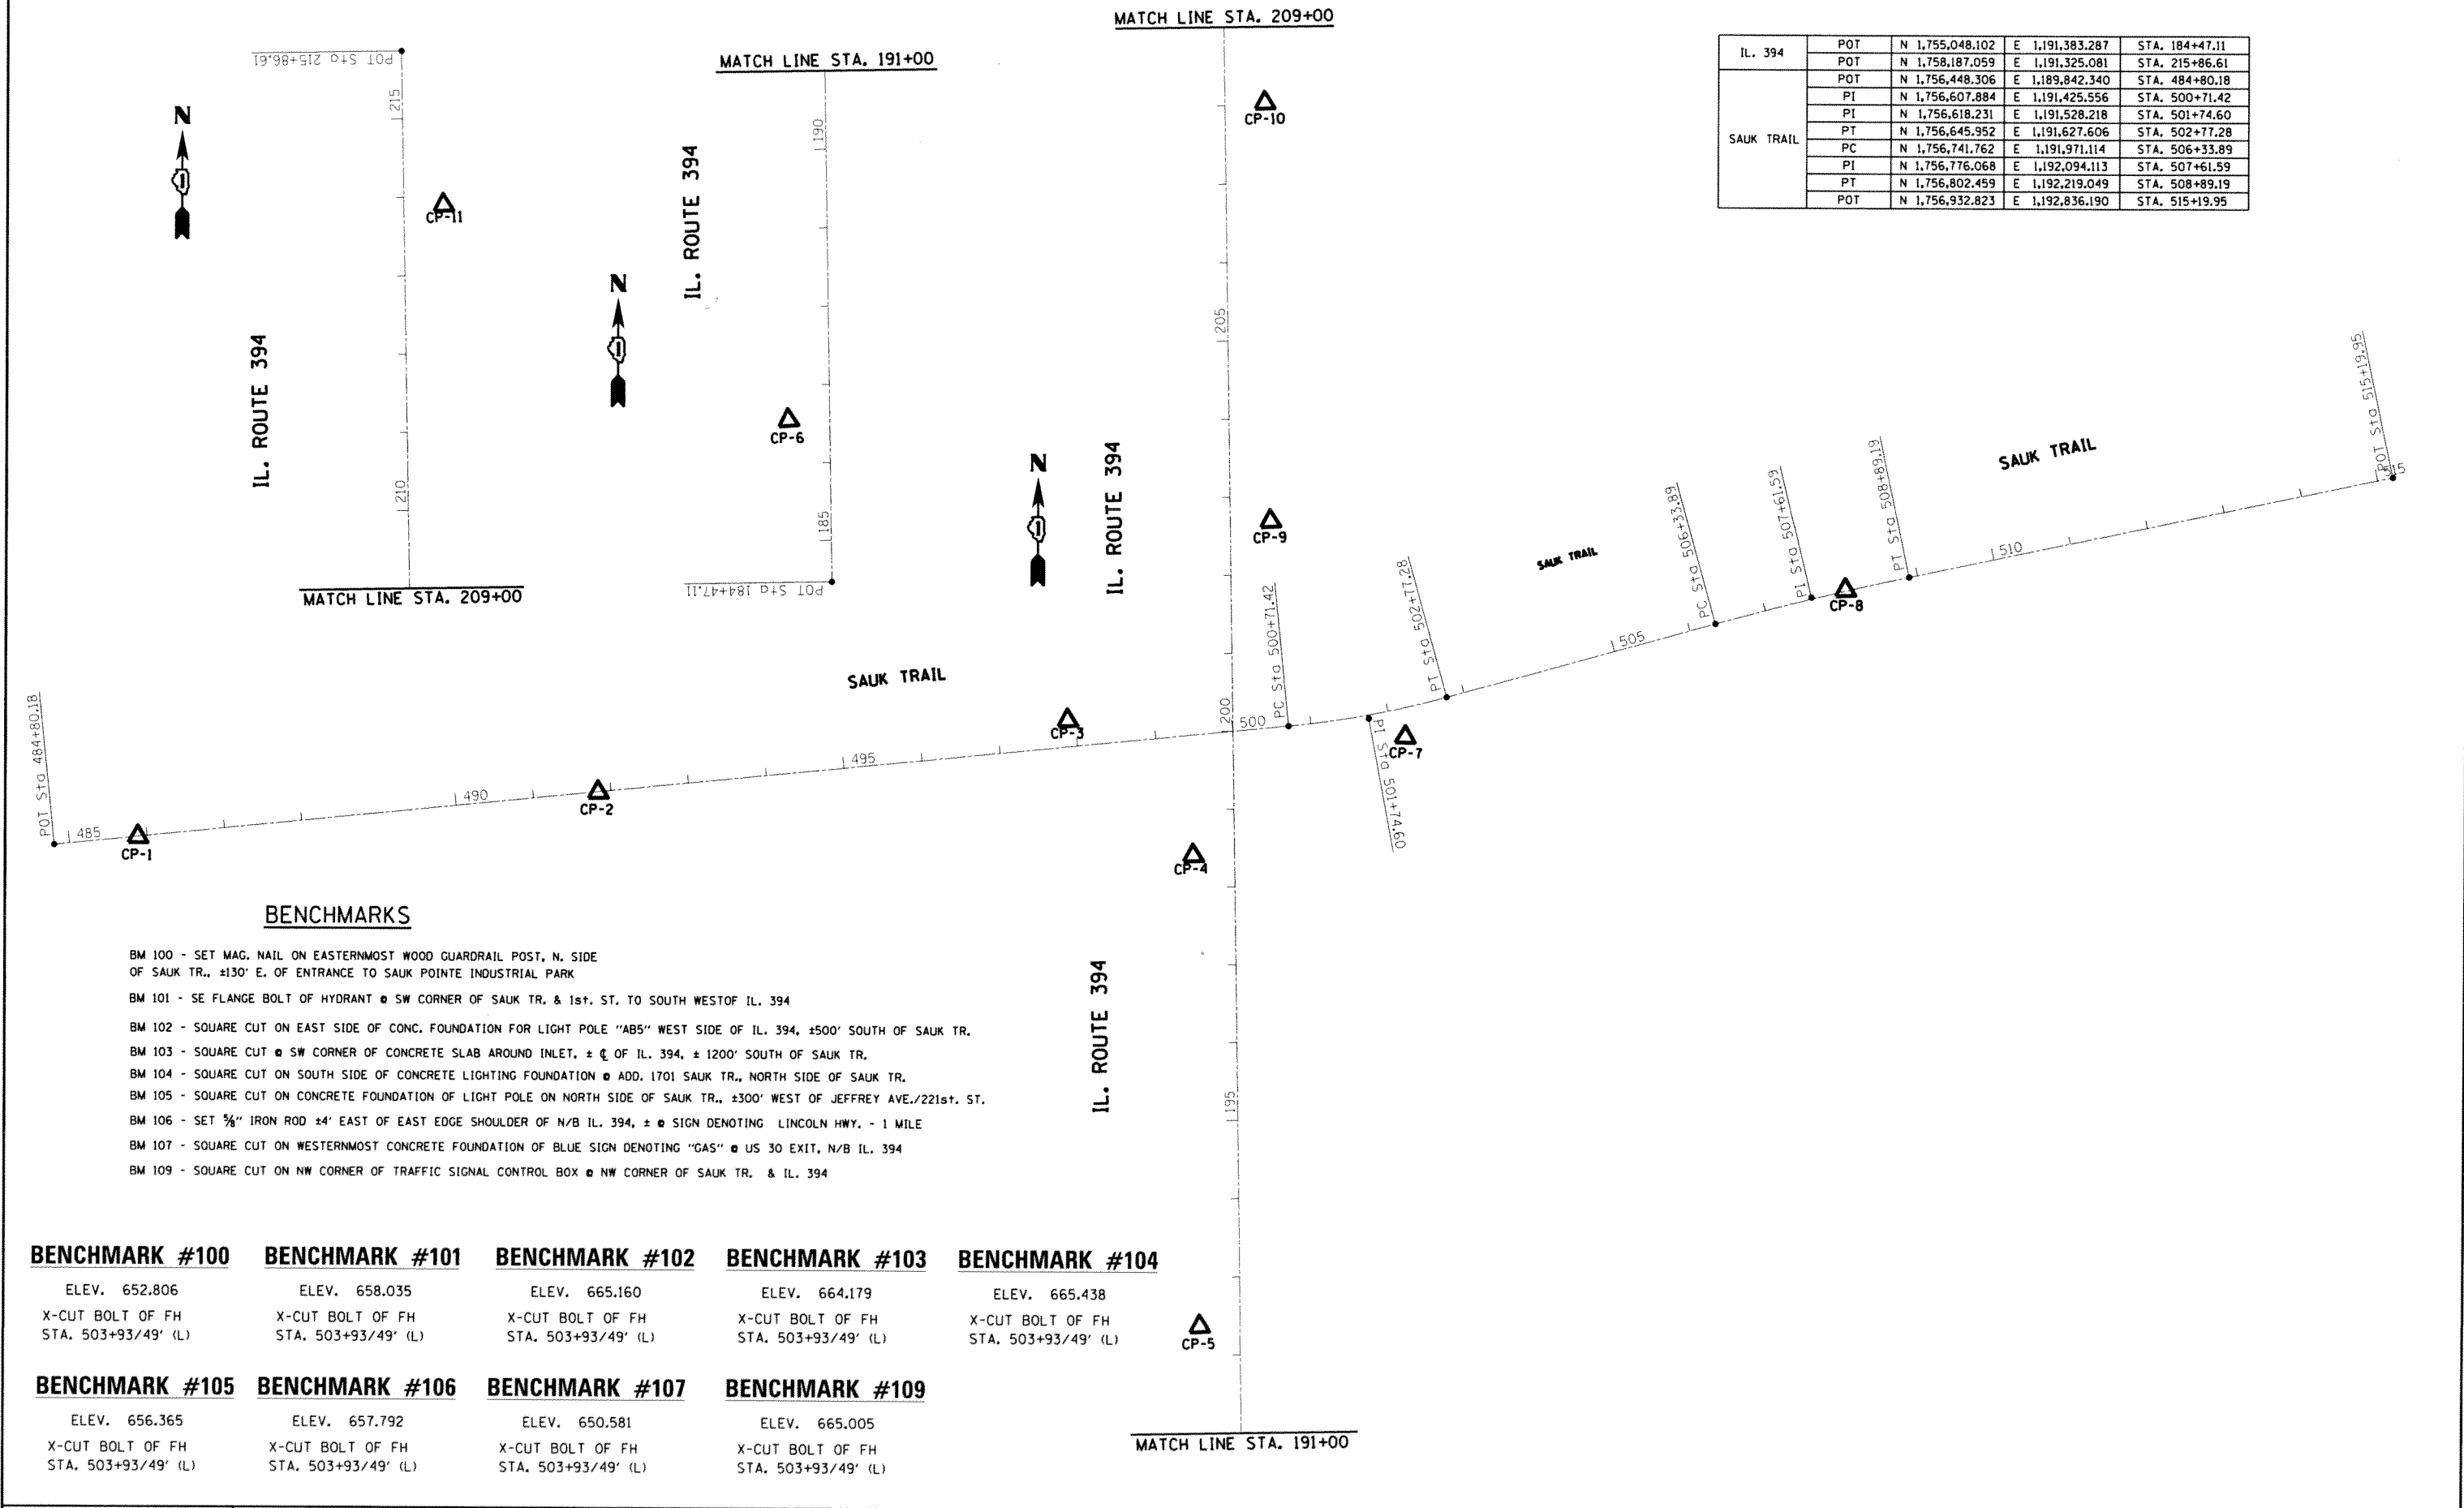 MATCH LINE STA. 209+00
MATCH LINE STA. 191+00
POT Sta 215+86.61
215
N
CP-11
IL. ROUTE 394
210
MATCH LINE STA. 209+00
190
IL. ROUTE 394
N
CP-6
185
POT Sta 184+47.11
CP-10
205
N
IL. ROUTE 394
CP-9
IL. 394 POT N 1,755,048.102 E 1,191,383.287 STA. 184+47.11
POT N 1,758,187.059 E 1,191,325.081 STA. 215+86.61
SAUK TRAIL POT N 1,756,448.306 E 1,189,842.340 STA. 484+80.18
PI N 1,756,607.884 E 1,191,425.556 STA. 500+71.42
PI N 1,756,618.231 E 1,191,528.218 STA. 501+74.60
PT N 1,756,645.952 E 1,191,627.606 STA. 502+77.28
PC N 1,756,741.762 E 1,191,971.114 STA. 506+33.89
PI N 1,756,776.068 E 1,192,094.113 STA. 507+61.59
PT N 1,756,802.459 E 1,192,219.049 STA. 508+89.19
POT N 1,756,932.823 E 1,192,836.190 STA. 515+19.95
POT Sta 484+80.18
485
CP-1
490
CP-2
SAUK TRAIL
495
CP-3
200
500
PC Sta 500+71.42
PI Sta 501+74.60
CP-7
PT Sta 502+77.28
SAUK TRAIL
505
PC Sta 506+33.89
PI Sta 507+61.59
CP-8
PT Sta 508+89.19
SAUK TRAIL
510
POT Sta 515+19.95
515
CP-4
IL. ROUTE 394
195
CP-5
MATCH LINE STA. 191+00
BENCHMARKS
BM 100 - SET MAG. NAIL ON EASTERNMOST WOOD GUARDRAIL POST, N. SIDE
OF SAUK TR., ±130' E. OF ENTRANCE TO SAUK POINTE INDUSTRIAL PARK
BM 101 - SE FLANGE BOLT OF HYDRANT @ SW CORNER OF SAUK TR. & 1st. ST. TO SOUTH WESTOF IL. 394
BM 102 - SQUARE CUT ON EAST SIDE OF CONC. FOUNDATION FOR LIGHT POLE "AB5" WEST SIDE OF IL. 394, ±500' SOUTH OF SAUK TR.
BM 103 - SQUARE CUT @ SW CORNER OF CONCRETE SLAB AROUND INLET, ± ℄ OF IL. 394, ± 1200' SOUTH OF SAUK TR.
BM 104 - SQUARE CUT ON SOUTH SIDE OF CONCRETE LIGHTING FOUNDATION @ ADD. 1701 SAUK TR., NORTH SIDE OF SAUK TR.
BM 105 - SQUARE CUT ON CONCRETE FOUNDATION OF LIGHT POLE ON NORTH SIDE OF SAUK TR., ±300' WEST OF JEFFREY AVE./221st. ST.
BM 106 - SET ⅝" IRON ROD ±4' EAST OF EAST EDGE SHOULDER OF N/B IL. 394, ± @ SIGN DENOTING LINCOLN HWY. - 1 MILE
BM 107 - SQUARE CUT ON WESTERNMOST CONCRETE FOUNDATION OF BLUE SIGN DENOTING "GAS" @ US 30 EXIT, N/B IL. 394
BM 109 - SQUARE CUT ON NW CORNER OF TRAFFIC SIGNAL CONTROL BOX @ NW CORNER OF SAUK TR. & IL. 394
BENCHMARK #100
ELEV. 652.806
X-CUT BOLT OF FH
STA. 503+93/49' (L)
BENCHMARK #101
ELEV. 658.035
X-CUT BOLT OF FH
STA. 503+93/49' (L)
BENCHMARK #102
ELEV. 665.160
X-CUT BOLT OF FH
STA. 503+93/49' (L)
BENCHMARK #103
ELEV. 664.179
X-CUT BOLT OF FH
STA. 503+93/49' (L)
BENCHMARK #104
ELEV. 665.438
X-CUT BOLT OF FH
STA. 503+93/49' (L)
BENCHMARK #105
ELEV. 656.365
X-CUT BOLT OF FH
STA. 503+93/49' (L)
BENCHMARK #106
ELEV. 657.792
X-CUT BOLT OF FH
STA. 503+93/49' (L)
BENCHMARK #107
ELEV. 650.581
X-CUT BOLT OF FH
STA. 503+93/49' (L)
BENCHMARK #109
ELEV. 665.005
X-CUT BOLT OF FH
STA. 503+93/49' (L)